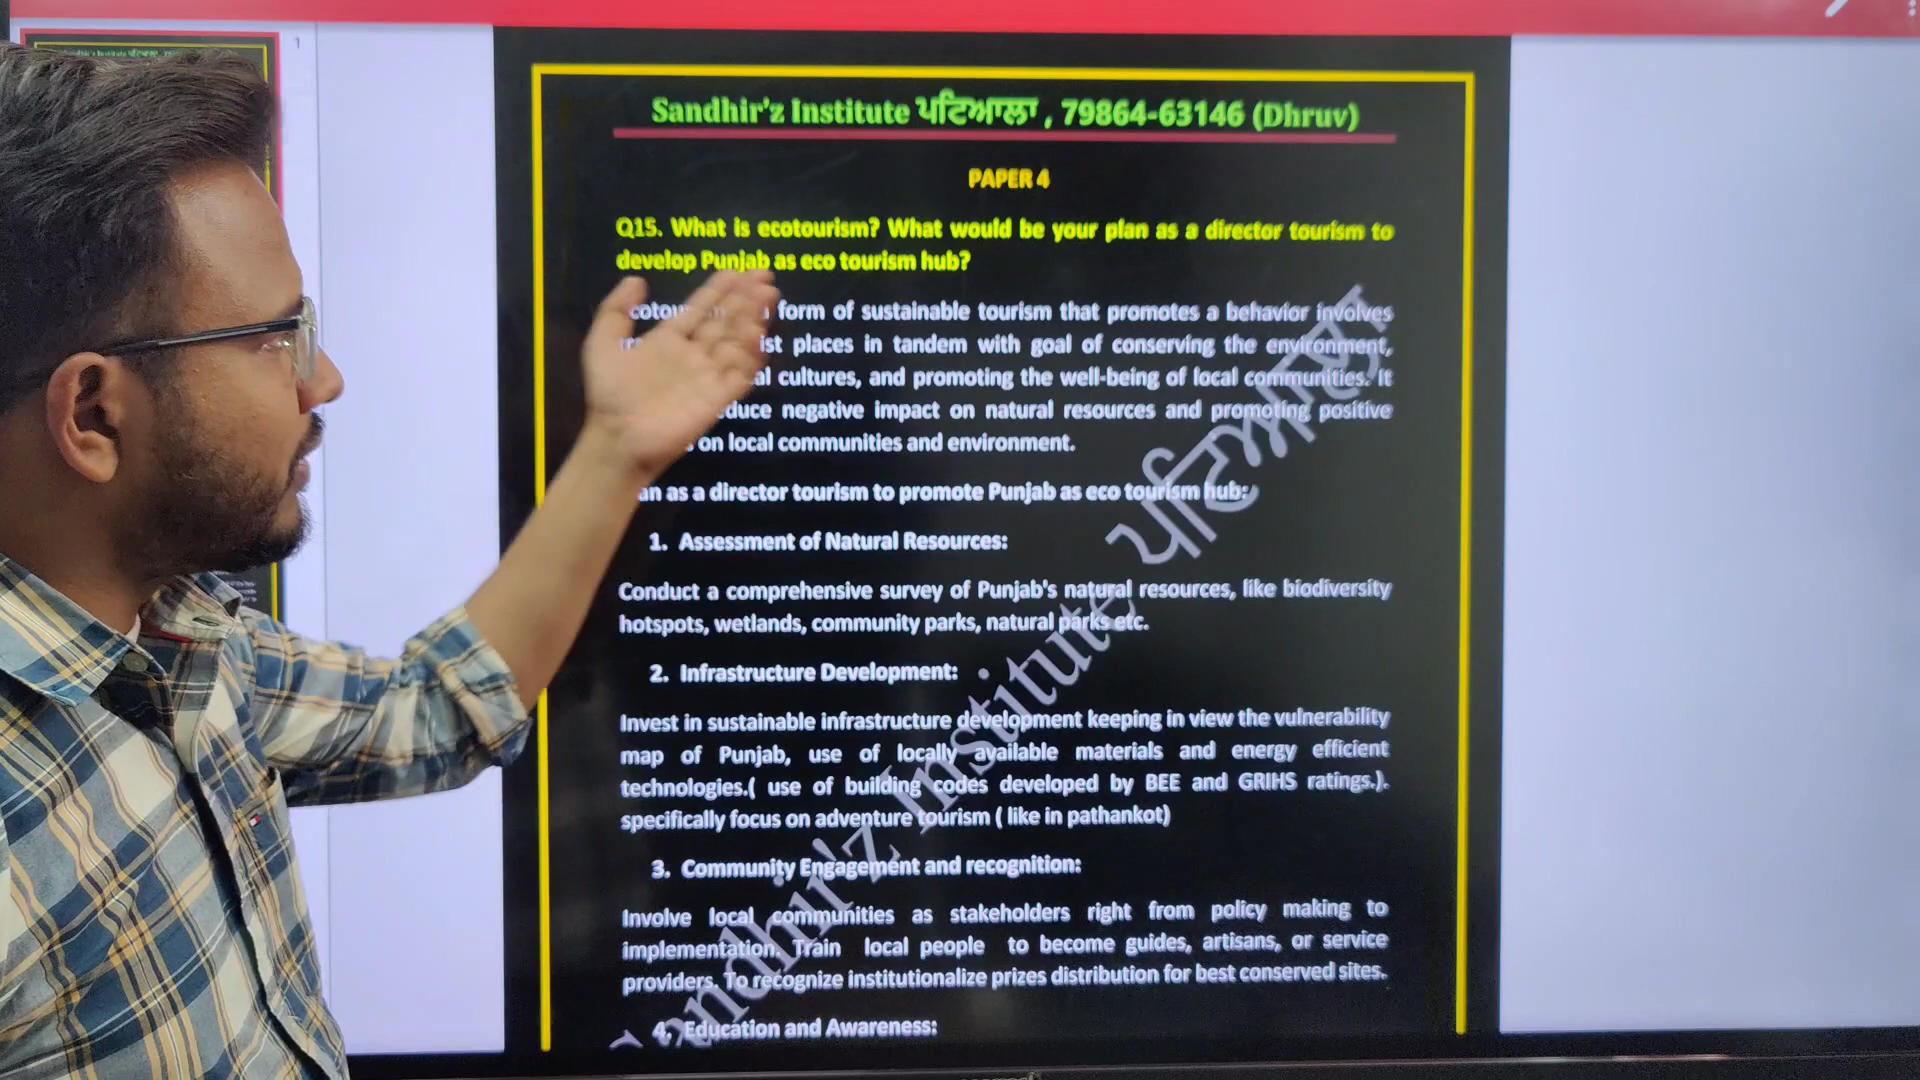 1
Sandhir'z Institute ਪਟਿਆਲਾ , 79864-63146 (Dhruv)
PAPER 4
Q15. What is ecotourism? What would be your plan as a director tourism to
develop Punjab as eco tourism hub?
form of sustainable tourism that promotes a behavior involves
places in tandem with goal of conserving the environment,
cultures, and promoting the well-being of local communities. It
negative impact on natural resources and promoting positive
on local communities and environment.
as a director tourism to promote Punjab as eco tourism hub:
1. Assessment of Natural Resources:
Conduct a comprehensive survey of Punjab's natural resources, like biodiversity
hotspots, wetlands, community parks, natural parks etc.
2. Infrastructure Development:
Invest in sustainable infrastructure development keeping in view the vulnerability
map of Punjab, use of locally available materials and energy efficient
technologies.( use of building codes developed by BEE and GRIHS ratings.).
specifically focus on adventure tourism ( like in pathankot)
3. Community Engagement and recognition:
Involve local communities as stakeholders right from policy making to
implementation. Train local people to become guides, artisans, or service
providers. To recognize institutionalize prizes distribution for best conserved sites.
4. Education and Awareness:
Sandhir'z Institute ਪਟਿਆਲਾ